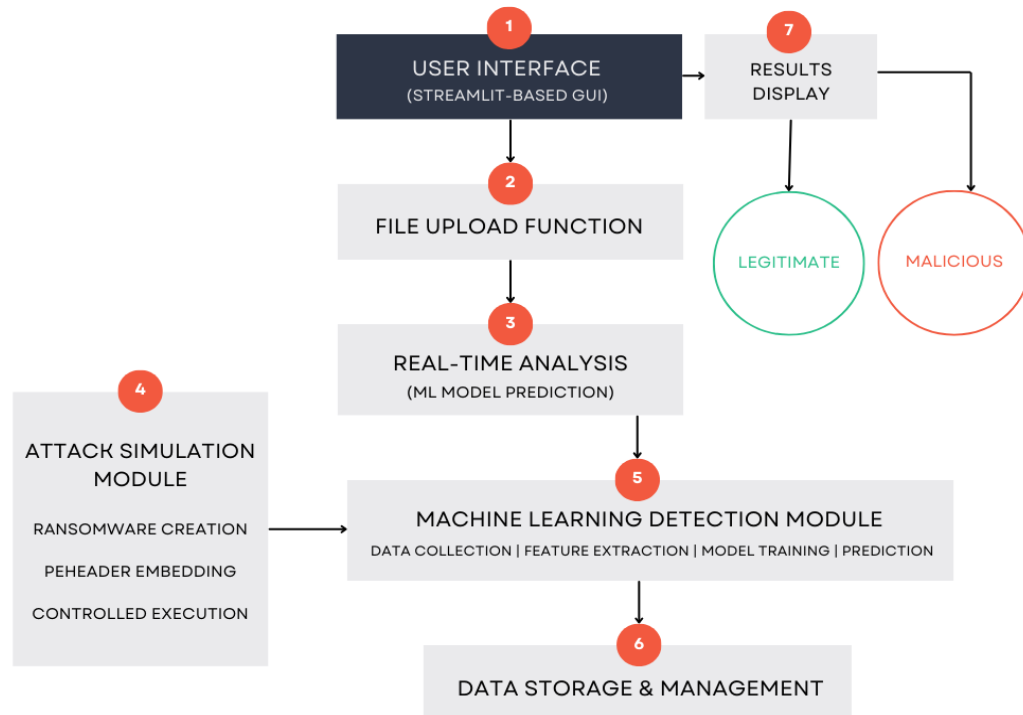 1
USER INTERFACE
(STREAMLIT-BASED GUI)
7
RESULTS
DISPLAY
2
FILE UPLOAD FUNCTION
LEGITIMATE
MALICIOUS
3
REAL-TIME ANALYSIS
(ML MODEL PREDICTION)
4
ATTACK SIMULATION
MODULE
RANSOMWARE CREATION
PEHEADER EMBEDDING
CONTROLLED EXECUTION
5
MACHINE LEARNING DETECTION MODULE
DATA COLLECTION | FEATURE EXTRACTION | MODEL TRAINING | PREDICTION
6
DATA STORAGE & MANAGEMENT